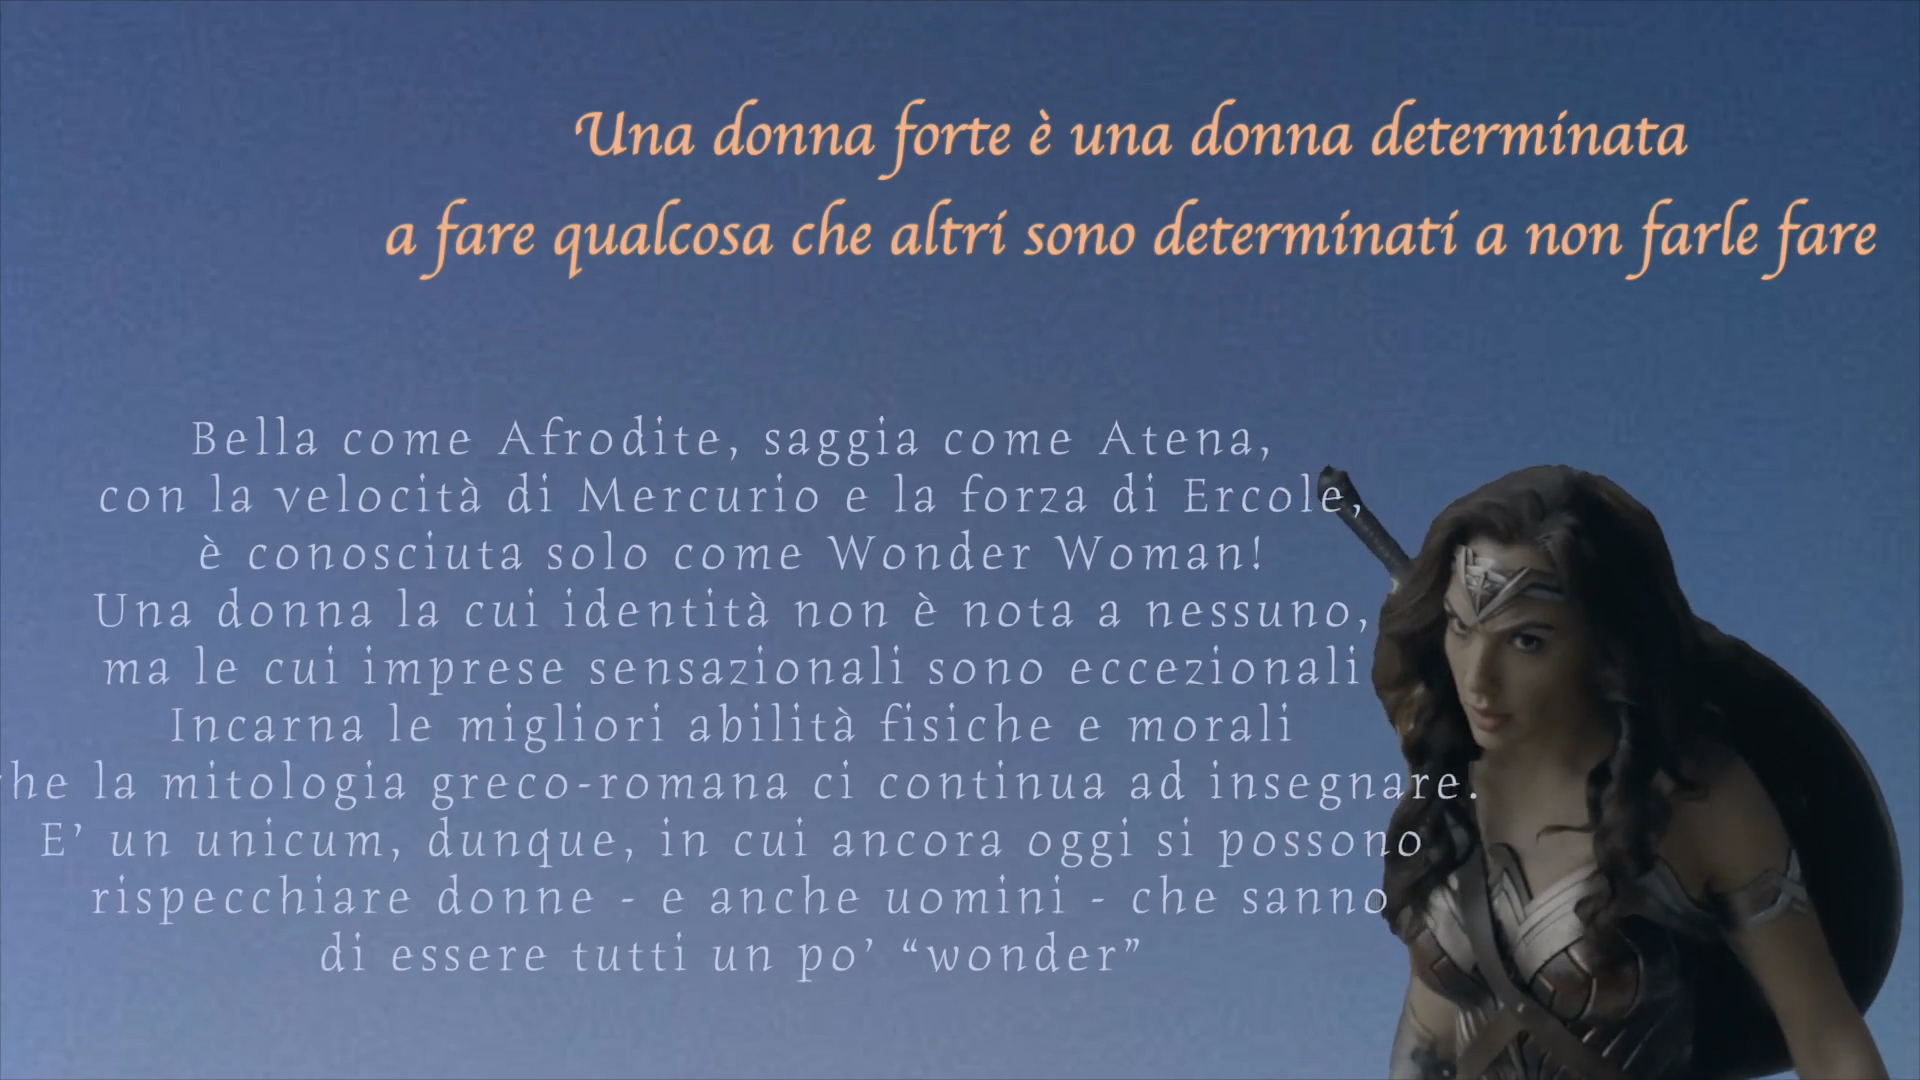 Una donna forte è una donna determinata
a fare qualcosa che altri sono determinati a non farle fare
Bella come Afrodite, saggia come Atena,
con la velocità di Mercurio e la forza di Ercole,
è conosciuta solo come Wonder Woman!
Una donna la cui identità non è nota a nessuno,
ma le cui imprese sensazionali sono eccezionali
Incarna le migliori abilità fisiche e morali
he la mitologia greco-romana ci continua ad insegnare.
E’ un unicum, dunque, in cui ancora oggi si possono
rispecchiare donne - e anche uomini - che sanno
di essere tutti un po’ “wonder”